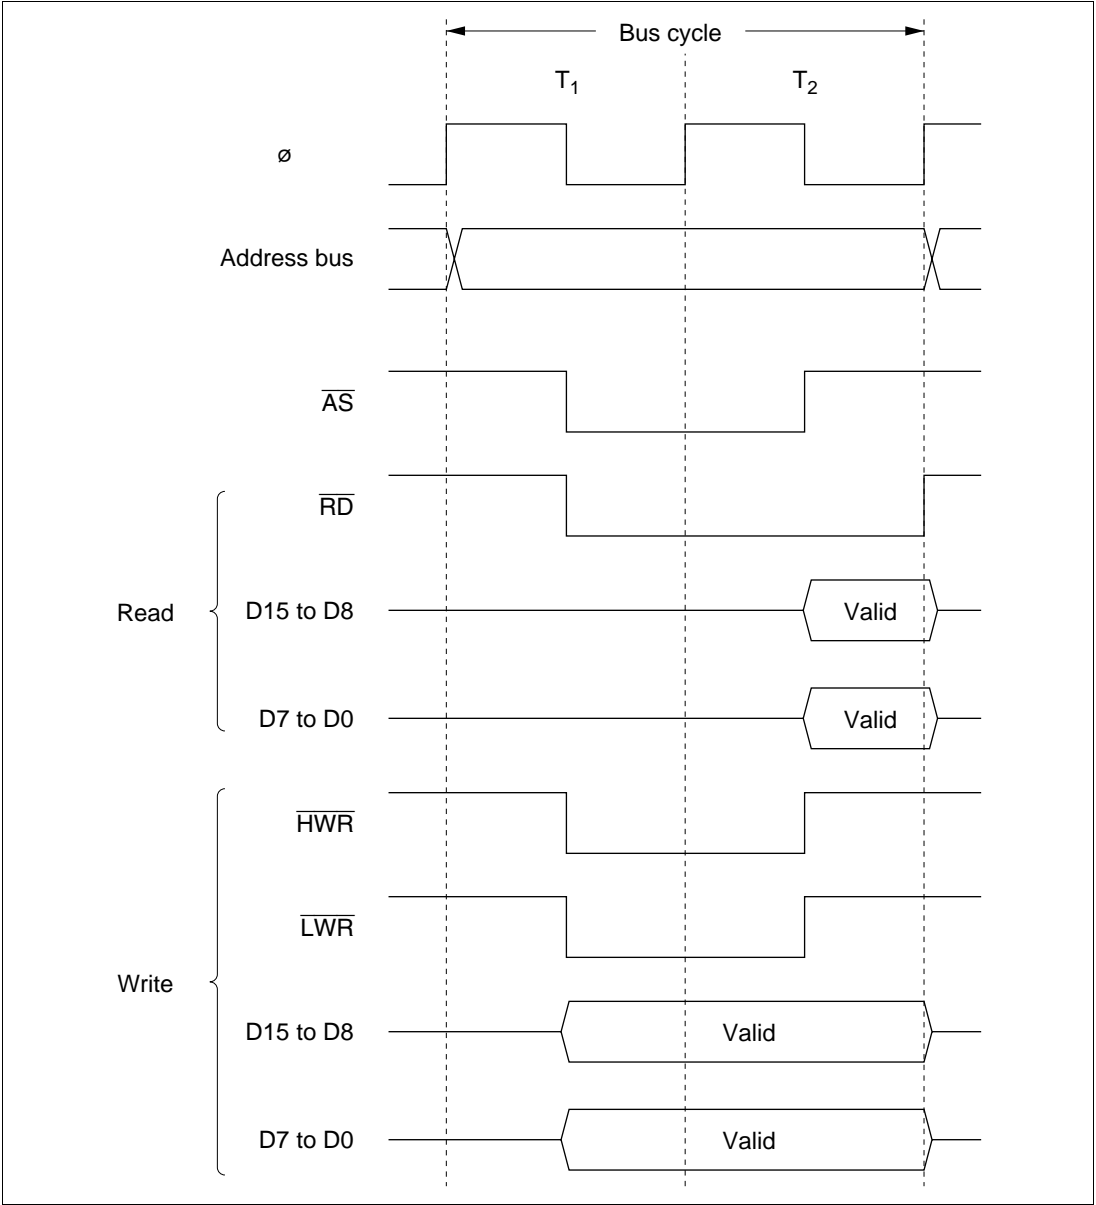 Bus cycle
T1 T2
ø
Address bus
AS
RD
Read
D15 to D8 Valid
D7 to D0 Valid
HWR
LWR
Write
D15 to D8 Valid
D7 to D0 Valid